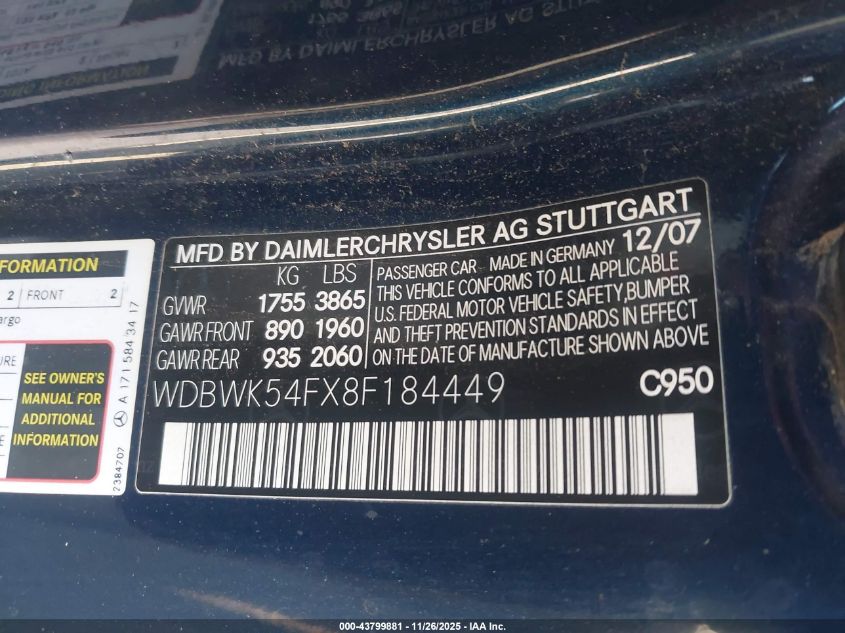 MFD BY DAIMLERCHRYSLER AG STUTTGART
KG LBS
GVWR 1755 3865
GAWR FRONT 890 1960
GAWR REAR 935 2060
PASSENGER CAR MADE IN GERMANY 12/07
THIS VEHICLE CONFORMS TO ALL APPLICABLE
U.S. FEDERAL MOTOR VEHICLE SAFETY, BUMPER
AND THEFT PREVENTION STANDARDS IN EFFECT
ON THE DATE OF MANUFACTURE SHOWN ABOVE
WDBWK54FX8F184449 C950
2 FRONT 2
SEE OWNER'S
MANUAL FOR
ADDITIONAL
INFORMATION
2384707 A 171 584 34 17
000-43799881 - 11/26/2025 - IAA Inc.